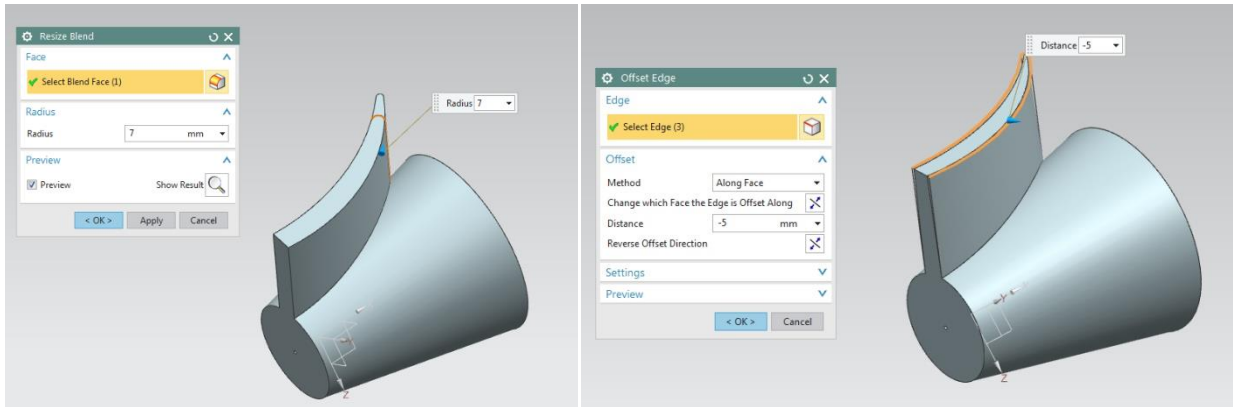 Resize Blend
Face
Select Blend Face (1)
Radius
Radius 7 mm
Preview
Preview Show Result
< OK > Apply Cancel
Radius 7
Z
Offset Edge
Edge
Select Edge (3)
Offset
Method Along Face
Change which Face the Edge is Offset Along
Distance -5 mm
Reverse Offset Direction
Settings
Preview
< OK > Cancel
Distance -5
Z